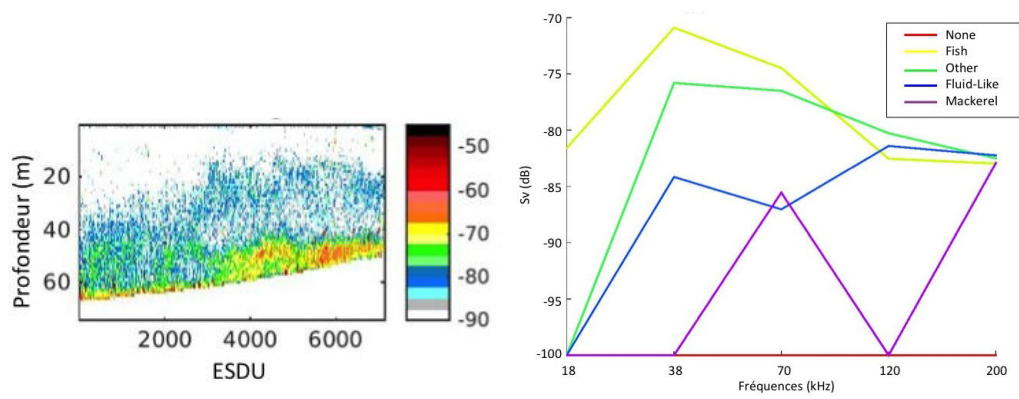 Profondeur (m)
20
40
60
2000 4000 6000
ESDU
-50
-60
-70
-80
-90
Sv (dB)
-70
-75
-80
-85
-90
-95
-100
18 38 70 120 200
Fréquences (kHz)
None
Fish
Other
Fluid-Like
Mackerel